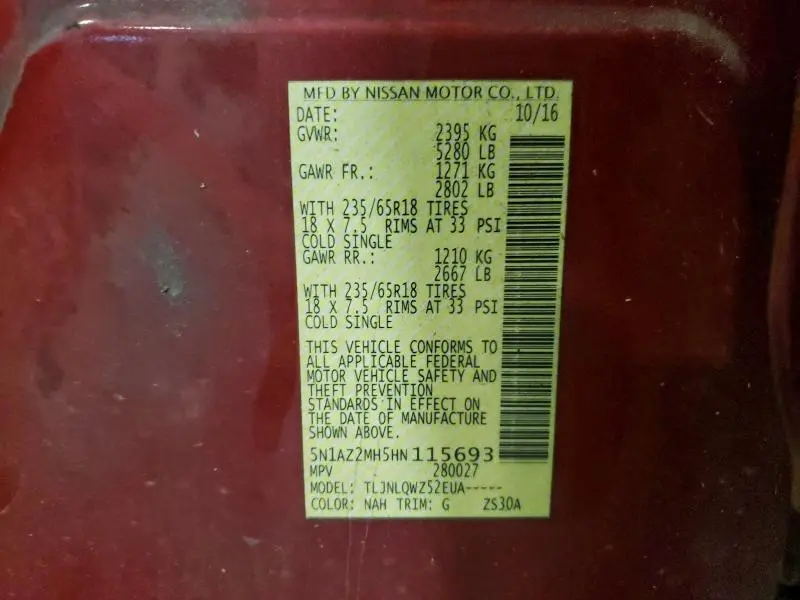 MFD BY NISSAN MOTOR CO., LTD.
DATE: 10/16
GVWR: 2395 KG
5280 LB
GAWR FR.: 1271 KG
2802 LB
WITH 235/65R18 TIRES
18 X 7.5 RIMS AT 33 PSI
COLD SINGLE
GAWR RR.: 1210 KG
2667 LB
WITH 235/65R18 TIRES
18 X 7.5 RIMS AT 33 PSI
COLD SINGLE
THIS VEHICLE CONFORMS TO
ALL APPLICABLE FEDERAL
MOTOR VEHICLE SAFETY AND
THEFT PREVENTION
STANDARDS IN EFFECT ON
THE DATE OF MANUFACTURE
SHOWN ABOVE.
5N1AZ2MH5HN115693
MPV 280027
MODEL: TLJNLQWZ52EUA-----
COLOR: NAH TRIM: G ZS30A